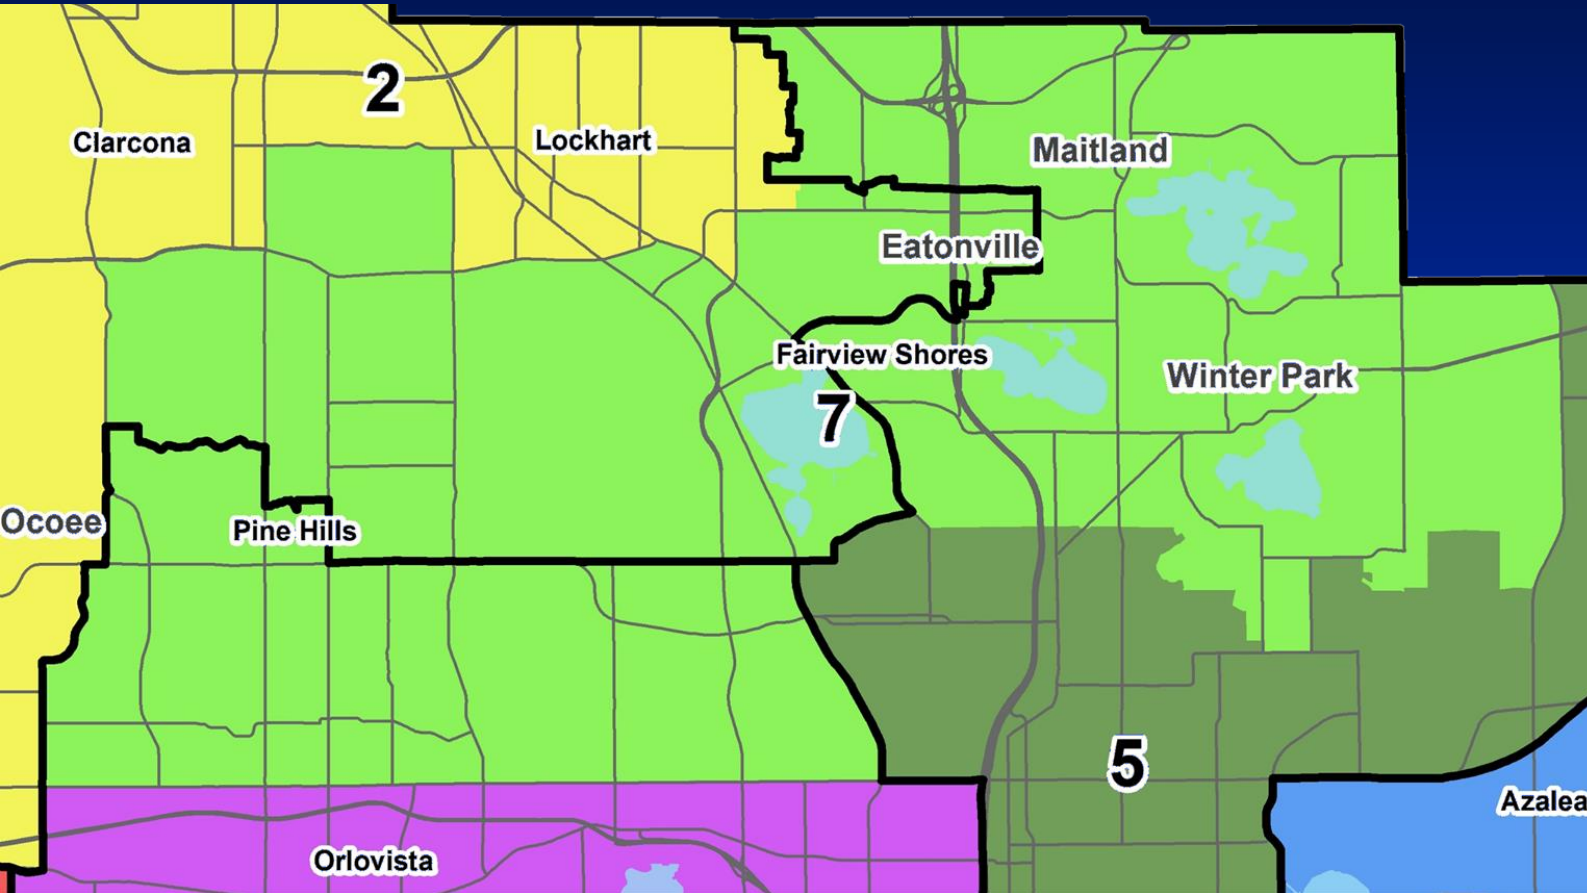 2
Clarcona
Lockhart
Maitland
Eatonville
Fairview Shores
Winter Park
7
Ocoee
Pine Hills
5
Azalea
Orlovista